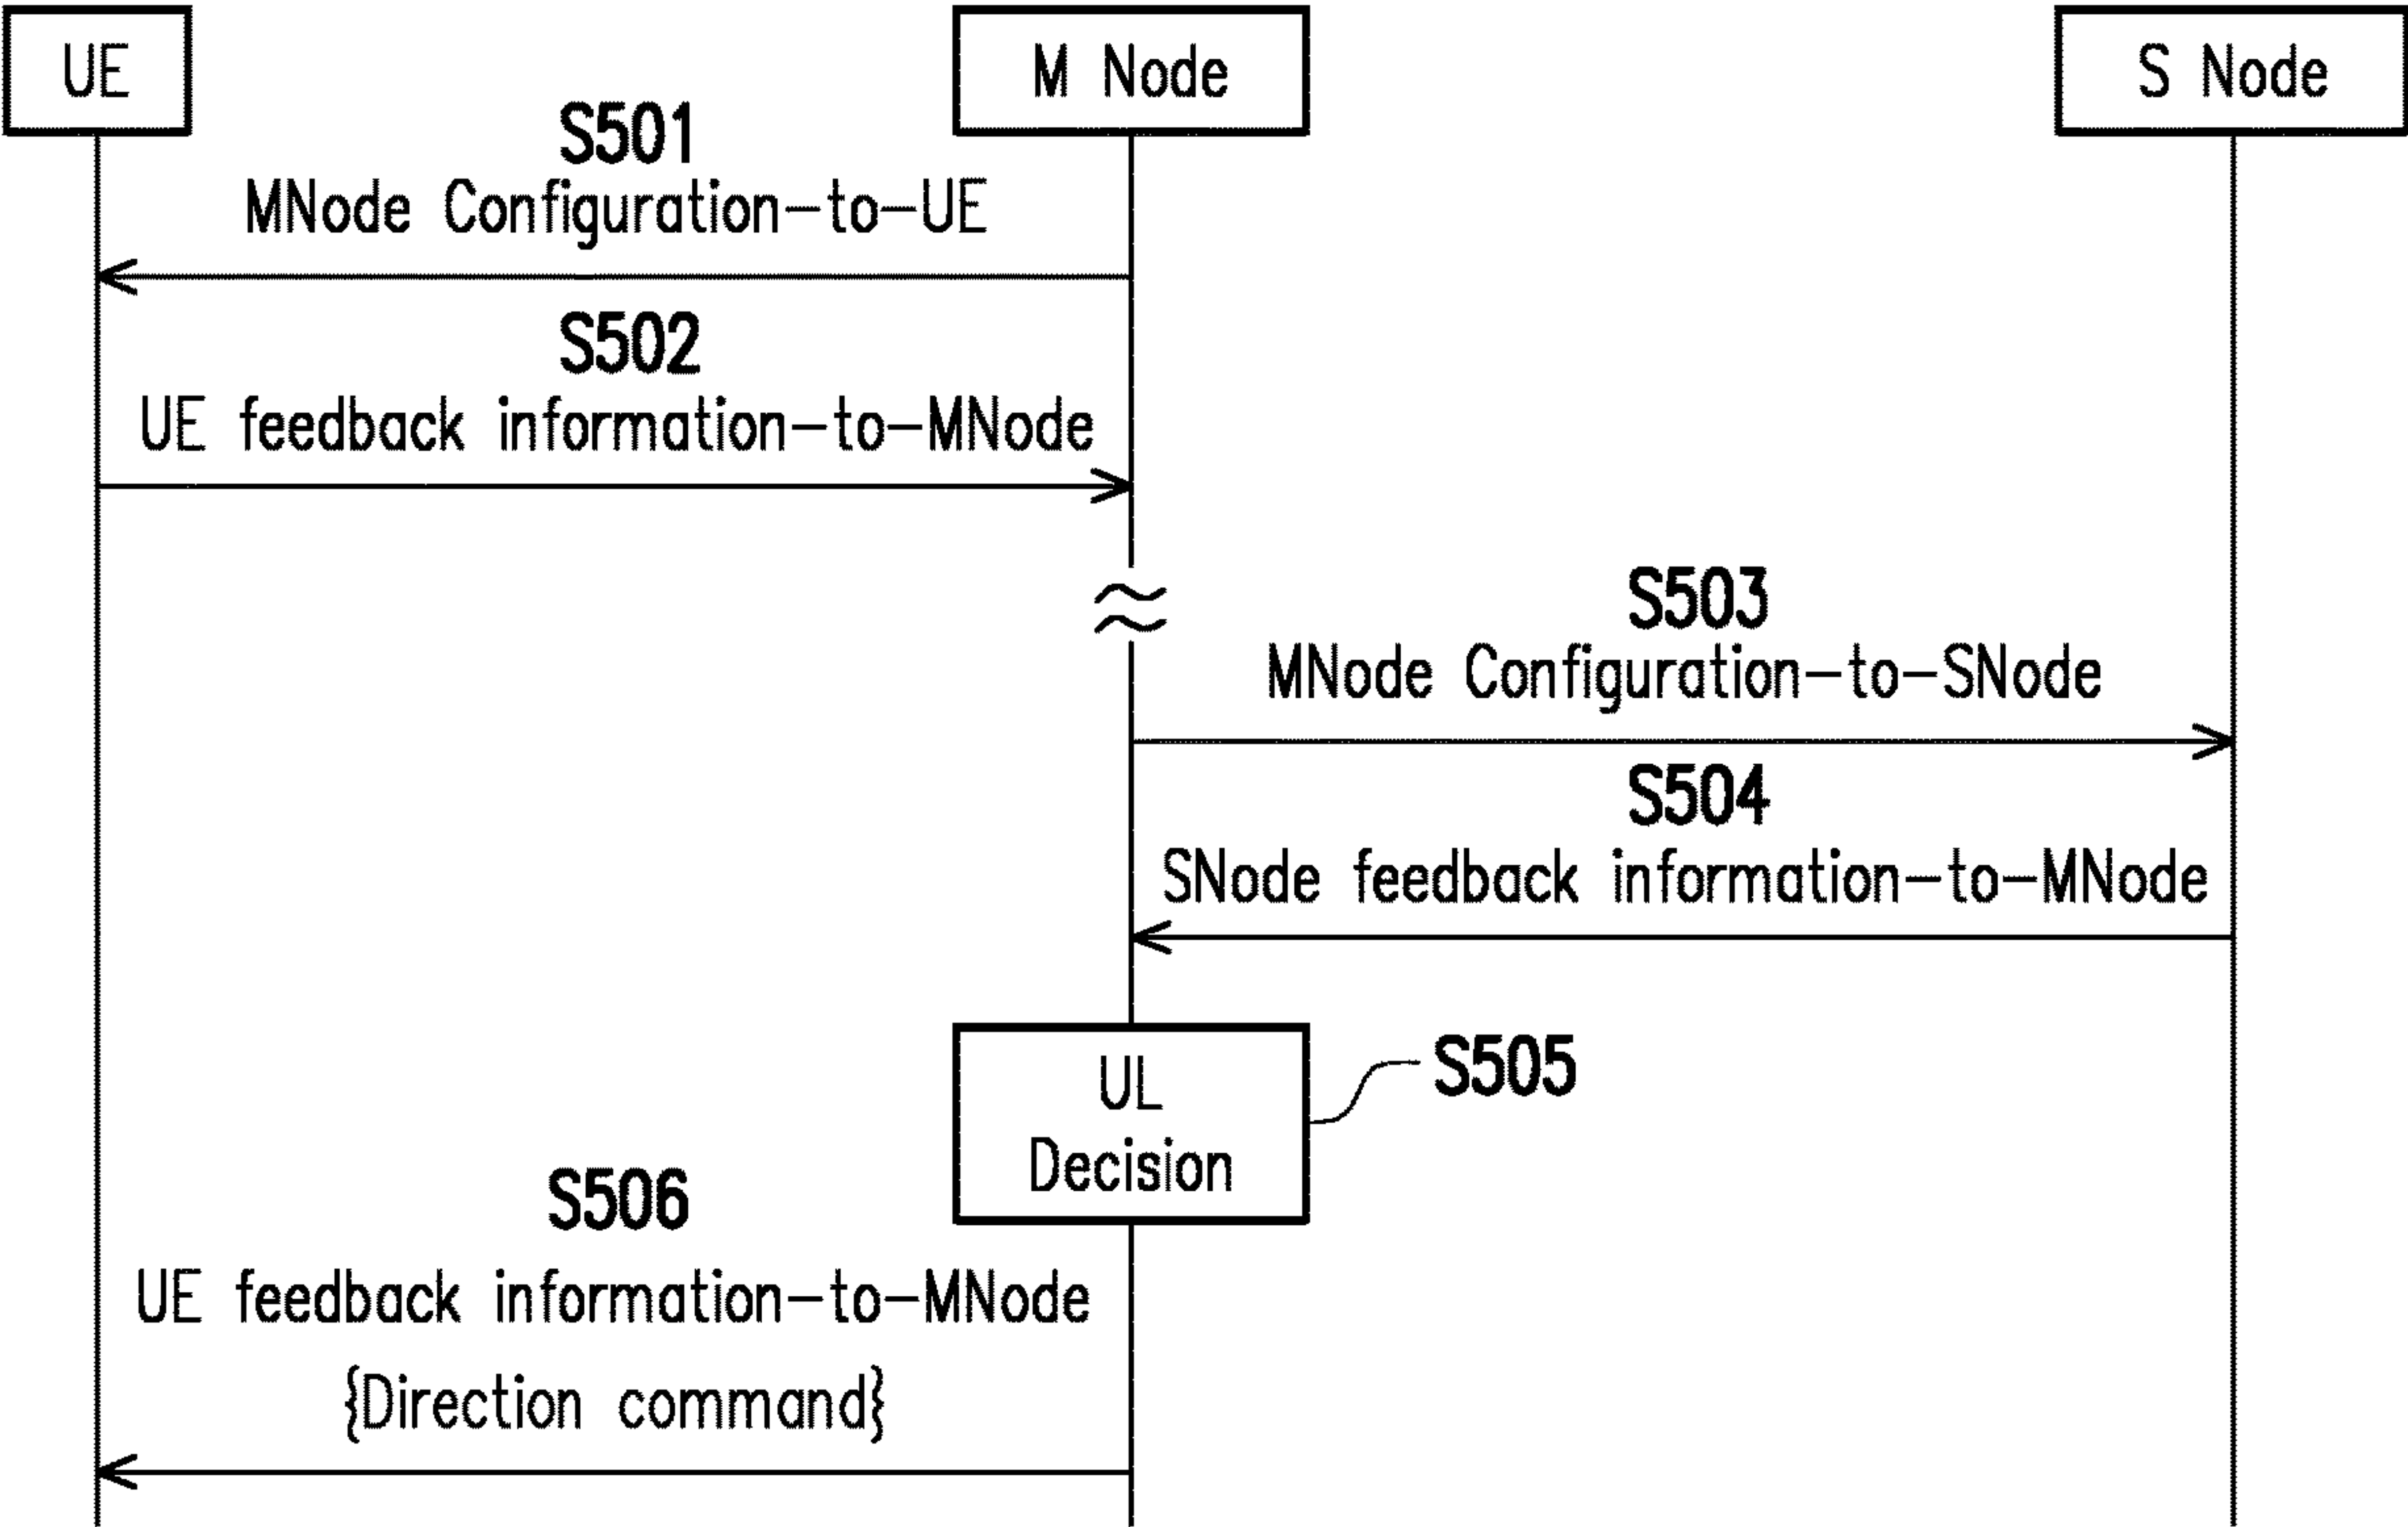 UE
M Node
S Node
S501
MNode Configuration-to-UE
S502
UE feedback information-to-MNode
S503
MNode Configuration-to-SNode
S504
SNode feedback information-to-MNode
UL
Decision
S505
S506
UE feedback information-to-MNode
{Direction command}